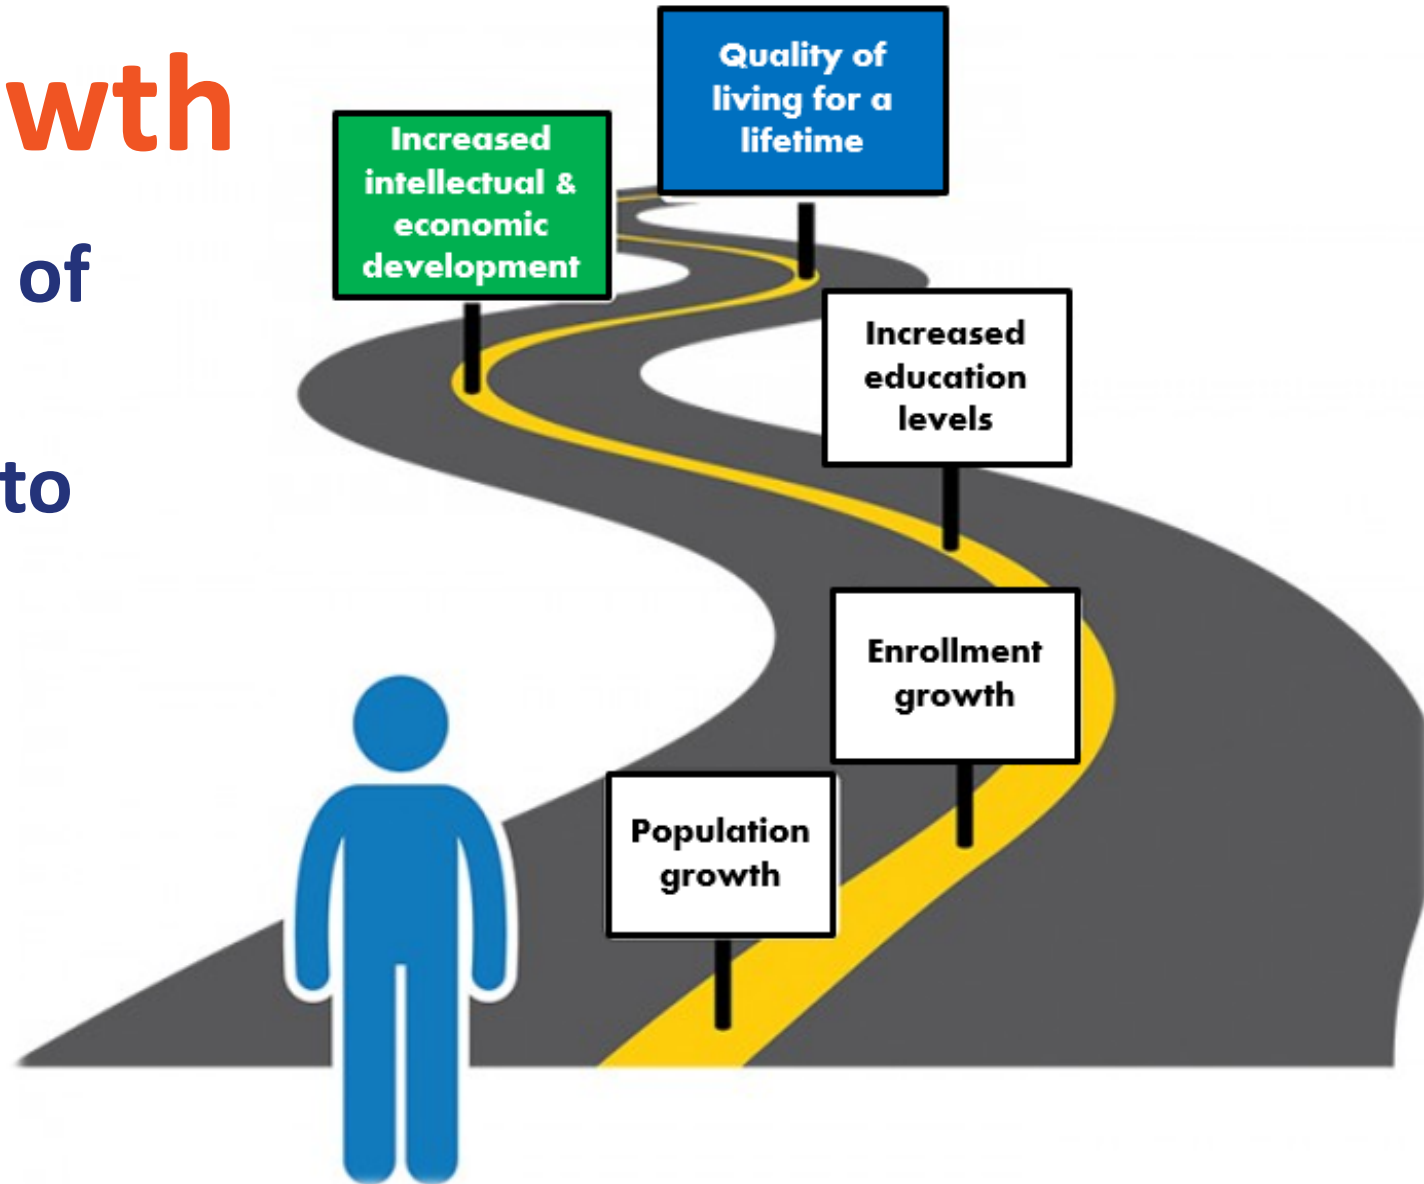 wth
of
to
Quality of
living for a
lifetime
Increased
intellectual &
economic
development
Increased
education
levels
Enrollment
growth
Population
growth